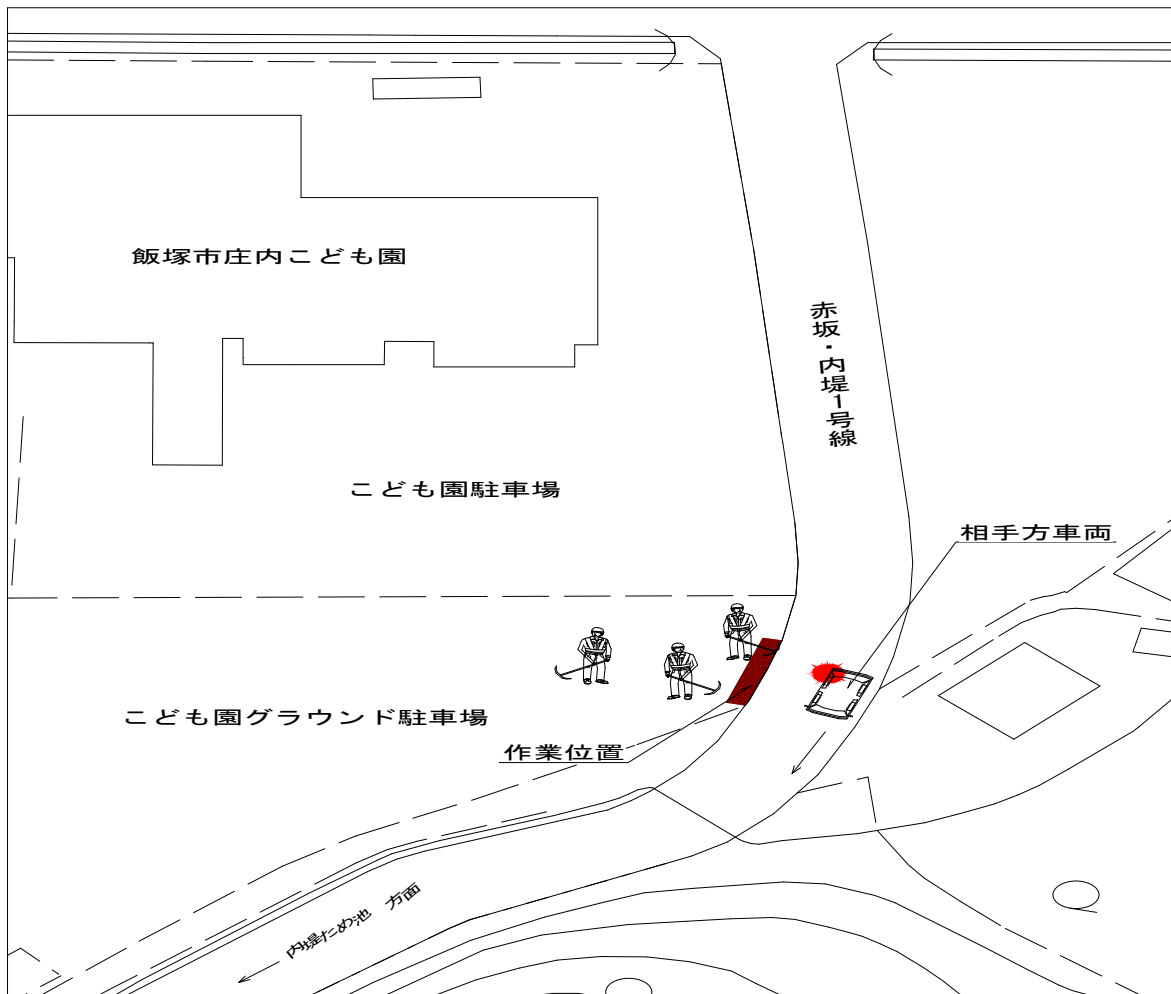 飯塚市庄内こども園
赤坂・内堤1号線
こども園駐車場
相手方車両
こども園グラウンド駐車場
作業位置
内堤ため池 方面